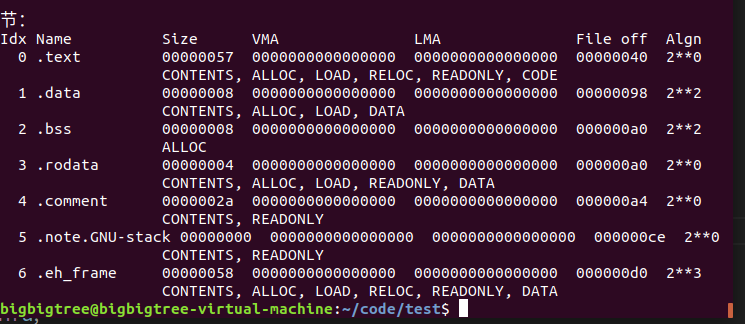 节：
Idx Name Size VMA LMA File off Algn
0 .text 00000057 0000000000000000 0000000000000000 00000040 2**0
CONTENTS, ALLOC, LOAD, RELOC, READONLY, CODE
1 .data 00000008 0000000000000000 0000000000000000 00000098 2**2
CONTENTS, ALLOC, LOAD, DATA
2 .bss 00000008 0000000000000000 0000000000000000 000000a0 2**2
ALLOC
3 .rodata 00000004 0000000000000000 0000000000000000 000000a0 2**0
CONTENTS, ALLOC, LOAD, READONLY, DATA
4 .comment 0000002a 0000000000000000 0000000000000000 000000a4 2**0
CONTENTS, READONLY
5 .note.GNU-stack 00000000 0000000000000000 0000000000000000 000000ce 2**0
CONTENTS, READONLY
6 .eh_frame 00000058 0000000000000000 0000000000000000 000000d0 2**3
CONTENTS, ALLOC, LOAD, RELOC, READONLY, DATA
bigbigtree@bigbigtree-virtual-machine:~/code/test$